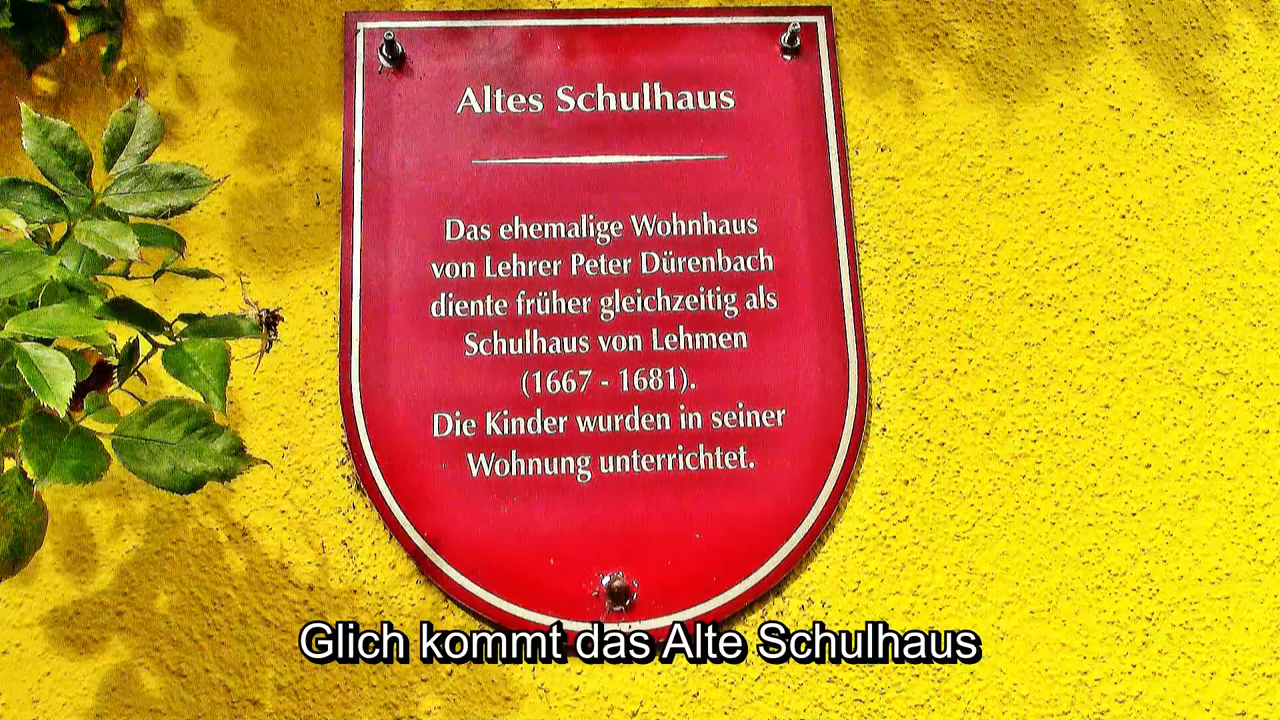 Altes Schulhaus
Das ehemalige Wohnhaus
von Lehrer Peter Dürenbach
diente früher gleichzeitig als
Schulhaus von Lehmen
(1667 - 1681).
Die Kinder wurden in seiner
Wohnung unterrichtet.
Glich kommt das Alte Schulhaus